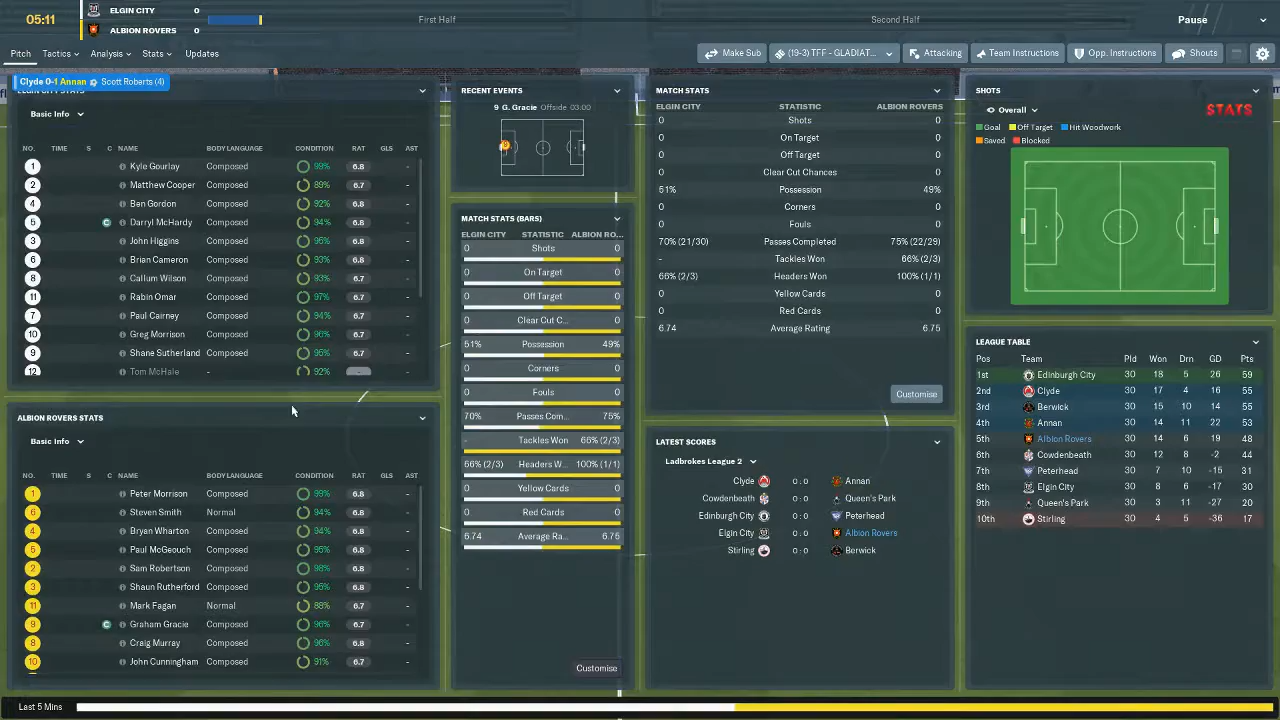 05:11
ELGIN CITY 0
ALBION ROVERS 0
First Half
Second Half
Pause
Pitch Tactics Analysis Stats Updates
Make Sub
(19-3) TFF - GLADIAT...
Attacking
Team Instructions
Opp. Instructions
Shouts
Clyde 0-1 Annan Scott Roberts (4)
Basic Info
NO. TIME S C NAME BODY LANGUAGE CONDITION RAT GLS AST
1 Kyle Gourlay Composed 99% 6.8 - -
2 Matthew Cooper Composed 89% 6.7 - -
4 Ben Gordon Composed 92% 6.7 - -
5 C Darryl McHardy Composed 94% 6.8 - -
3 John Higgins Composed 96% 6.8 - -
6 Brian Cameron Composed 93% 6.8 - -
8 Callum Wilson Composed 93% 6.7 - -
11 Rabin Omar Composed 97% 6.7 - -
7 Paul Cairney Composed 94% 6.7 - -
10 Greg Morrison Composed 96% 6.7 - -
9 Shane Sutherland Composed 96% 6.7 - -
12 Tom McHale - 92% - -
ALBION ROVERS STATS
Basic Info
NO. TIME S C NAME BODY LANGUAGE CONDITION RAT GLS AST
1 Peter Morrison Composed 99% 6.8 - -
6 Steven Smith Normal 94% 6.8 - -
4 Bryan Wharton Composed 94% 6.8 - -
5 Paul McGeouch Composed 95% 6.8 - -
2 Sam Robertson Composed 98% 6.8 - -
3 Shaun Rutherford Composed 95% 6.8 - -
11 Mark Fagan Normal 88% 6.7 - -
9 C Graham Gracie Composed 96% 6.7 - -
8 Craig Murray Composed 96% 6.8 - -
10 John Cunningham Composed 91% 6.7 - -
RECENT EVENTS
9 G. Gracie Offside 03:00
MATCH STATS (BARS)
ELGIN CITY STATISTIC ALBION RO...
0 Shots 0
0 On Target 0
0 Off Target 0
0 Clear Cut C... 0
51% Possession 49%
0 Corners 0
0 Fouls 0
70% Passes Com... 75%
- Tackles Won 66% (2/3)
66% (2/3) Headers W... 100% (1/1)
0 Yellow Cards 0
0 Red Cards 0
6.74 Average Ra... 6.75
Customise
MATCH STATS
ELGIN CITY STATISTIC ALBION ROVERS
0 Shots 0
0 On Target 0
0 Off Target 0
0 Clear Cut Chances 0
51% Possession 49%
0 Corners 0
0 Fouls 0
70% (21/30) Passes Completed 75% (22/29)
- Tackles Won 66% (2/3)
66% (2/3) Headers Won 100% (1/1)
0 Yellow Cards 0
0 Red Cards 0
6.74 Average Rating 6.75
Customise
LATEST SCORES
Ladbrokes League 2
Clyde 0 : 0 Annan
Cowdenbeath 0 : 0 Queen's Park
Edinburgh City 0 : 0 Peterhead
Elgin City 0 : 0 Albion Rovers
Stirling 0 : 0 Berwick
SHOTS
Overall
STATS
Goal Off Target Hit Woodwork
Saved Blocked
LEAGUE TABLE
Pos Team Pld Won Drn GD Pts
1st Edinburgh City 30 18 5 26 59
2nd Clyde 30 17 4 16 55
3rd Berwick 30 15 10 14 55
4th Annan 30 14 11 22 53
5th Albion Rovers 30 14 6 19 48
6th Cowdenbeath 30 12 8 -2 44
7th Peterhead 30 7 10 -15 31
8th Elgin City 30 8 6 -17 30
9th Queen's Park 30 3 11 -27 20
10th Stirling 30 4 5 -36 17
Last 5 Mins